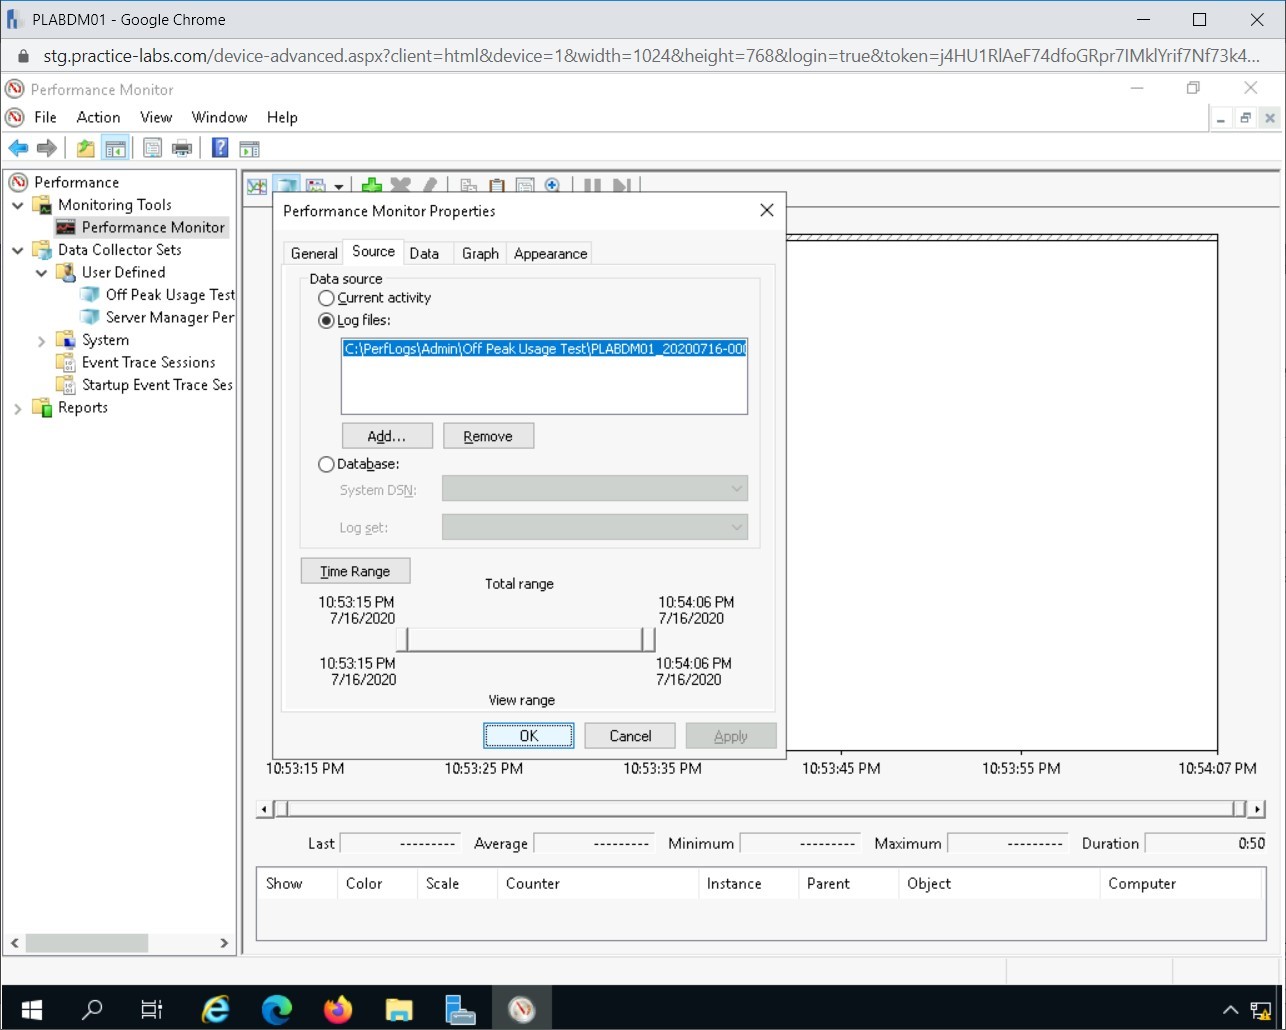 PLABDM01 - Google Chrome
stg.practice-labs.com/device-advanced.aspx?client=html&device=1&width=1024&height=768&login=true&token=j4HU1RlAeF74dfoGRpr7IMklYrif7Nf73k4...
Performance Monitor
File Action View Window Help
Performance
Monitoring Tools
Performance Monitor
Data Collector Sets
User Defined
Off Peak Usage Test
Server Manager Per
System
Event Trace Sessions
Startup Event Trace Ses
Reports
Performance Monitor Properties
General Source Data Graph Appearance
Data source
Current activity
Log files:
C:\PerfLogs\Admin\Off Peak Usage Test\PLABDM01_20200716-000
Add... Remove
Database:
System DSN:
Log set:
Time Range
Total range
10:53:15 PM 10:54:06 PM
7/16/2020 7/16/2020
10:53:15 PM 10:54:06 PM
7/16/2020 7/16/2020
View range
OK Cancel Apply
10:53:15 PM 10:53:25 PM 10:53:35 PM 10:53:45 PM 10:53:55 PM 10:54:07 PM
Last --------- Average --------- Minimum --------- Maximum --------- Duration 0:50
Show Color Scale Counter Instance Parent Object Computer